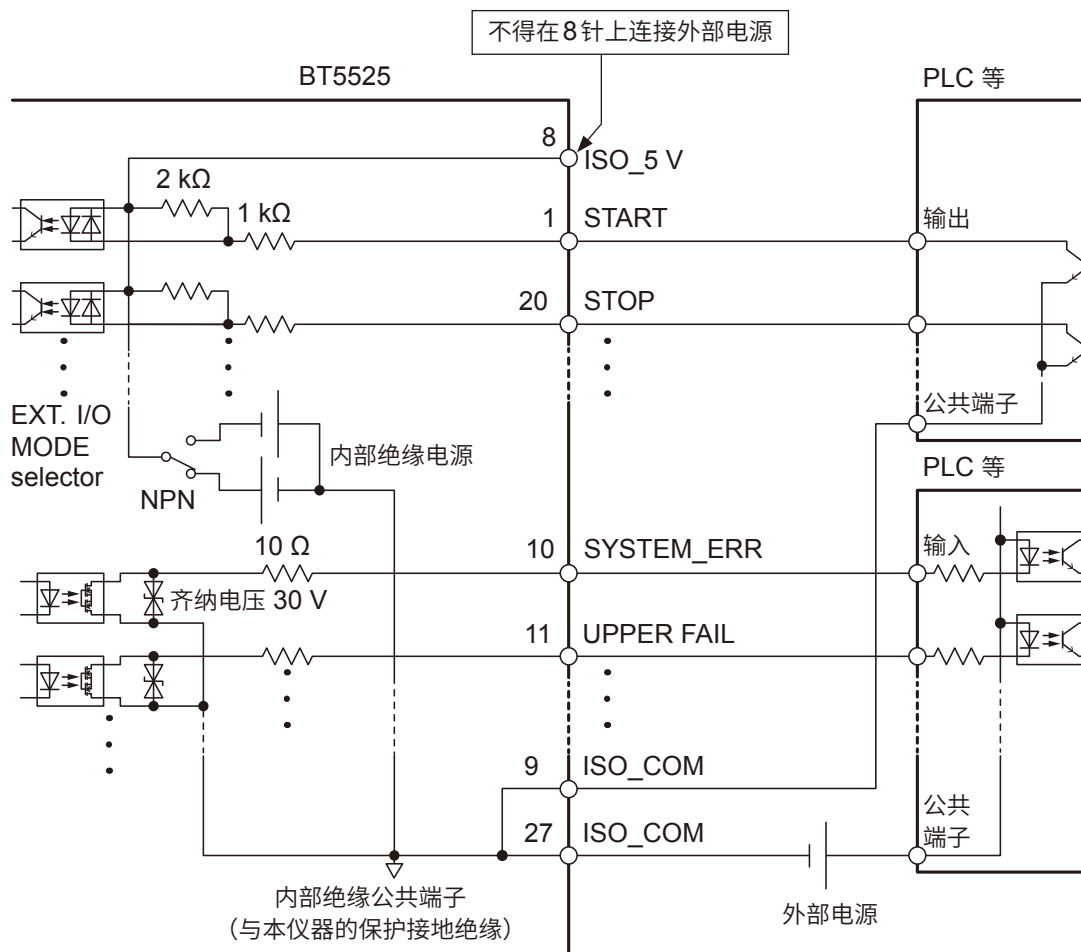 不得在8针上连接外部电源
BT5525
PLC 等
8
ISO_5 V
2 kΩ
1 kΩ
1
START
输出
20
STOP
公共端子
EXT. I/O
MODE
selector
NPN
内部绝缘电源
PLC 等
10 Ω
10
SYSTEM_ERR
输入
齐纳电压 30 V
11
UPPER FAIL
9
ISO_COM
27
ISO_COM
公共
端子
内部绝缘公共端子
（与本仪器的保护接地绝缘）
外部电源